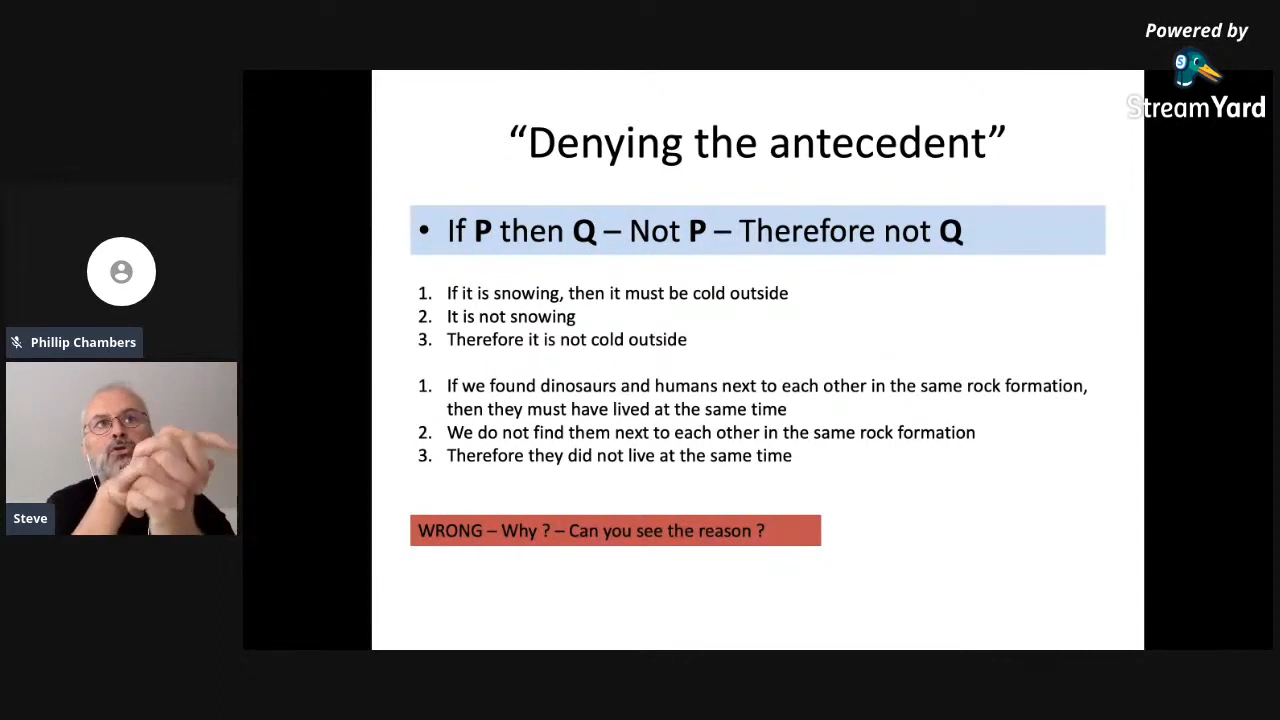 Powered by
StreamYard
“Denying the antecedent”
• If P then Q – Not P – Therefore not Q
1. If it is snowing, then it must be cold outside
2. It is not snowing
3. Therefore it is not cold outside
1. If we found dinosaurs and humans next to each other in the same rock formation,
then they must have lived at the same time
2. We do not find them next to each other in the same rock formation
3. Therefore they did not live at the same time
WRONG – Why ? – Can you see the reason ?
Phillip Chambers
Steve